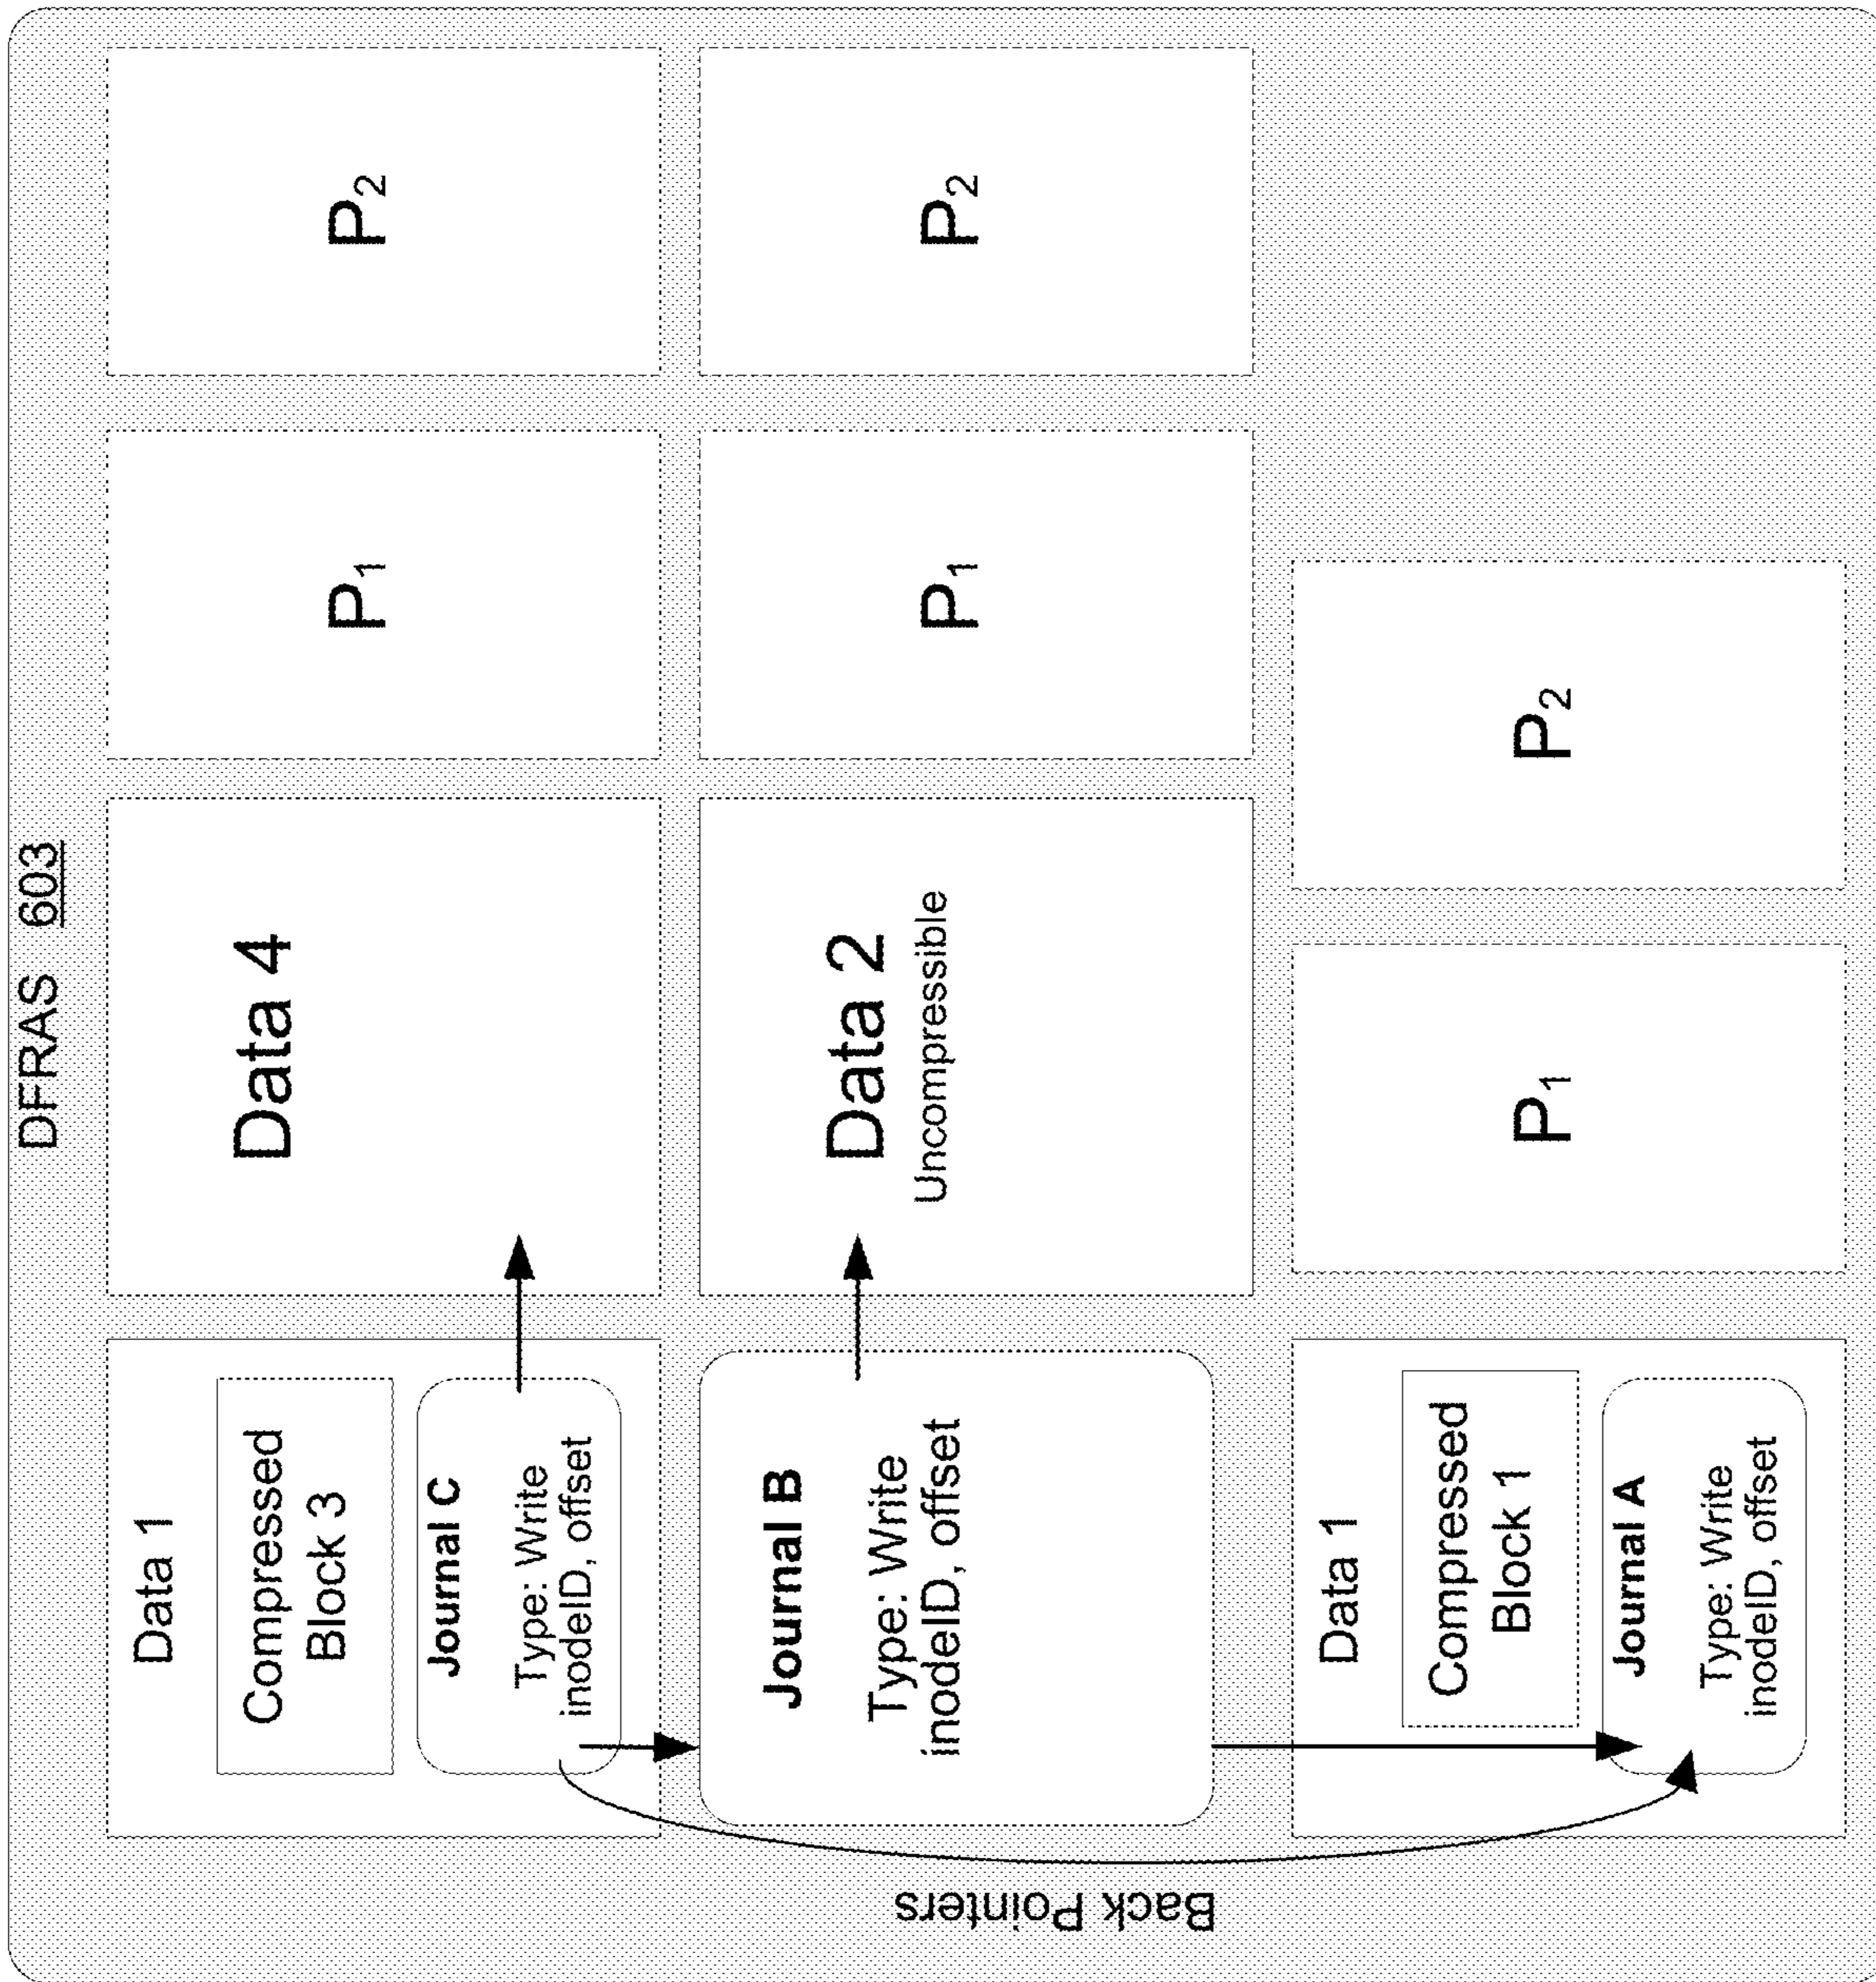 DFRAS 603
Data 1
Compressed
Block 3
Journal C
Type: Write
inodeID, offset
Data 4
P₁
P₂
Back Pointers
Journal B
Type: Write
inodeID, offset
Data 2
Uncompressible
P₁
P₂
Data 1
Compressed
Block 1
Journal A
Type: Write
inodeID, offset
P₁
P₂